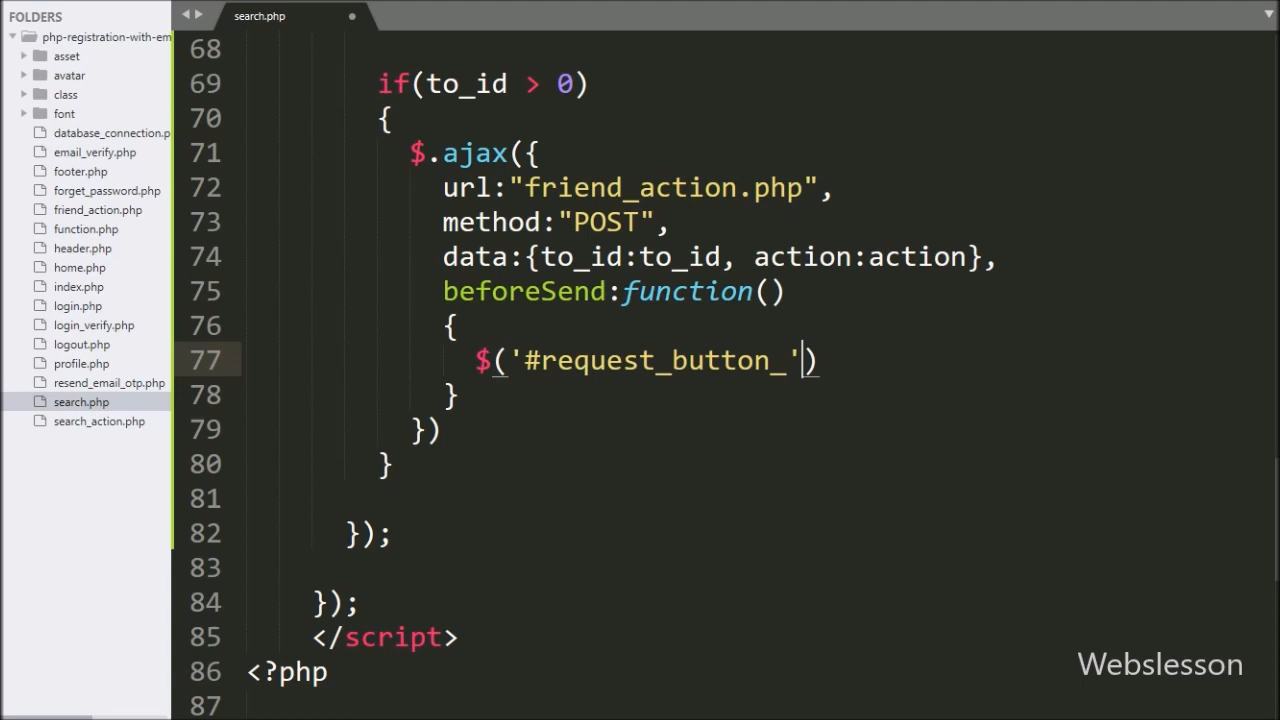 FOLDERS
php-registration-with-em
asset
avatar
class
font
database_connection.p
email_verify.php
footer.php
forget_password.php
friend_action.php
function.php
header.php
home.php
index.php
login.php
login_verify.php
logout.php
profile.php
resend_email_otp.php
search.php
search_action.php
search.php
68
69 if(to_id > 0)
70 {
71 $.ajax({
72 url:"friend_action.php",
73 method:"POST",
74 data:{to_id:to_id, action:action},
75 beforeSend:function()
76 {
77 $('#request_button_')
78 }
79 })
80 }
81
82 });
83
84 });
85 </script>
86 <?php
87
Webslesson